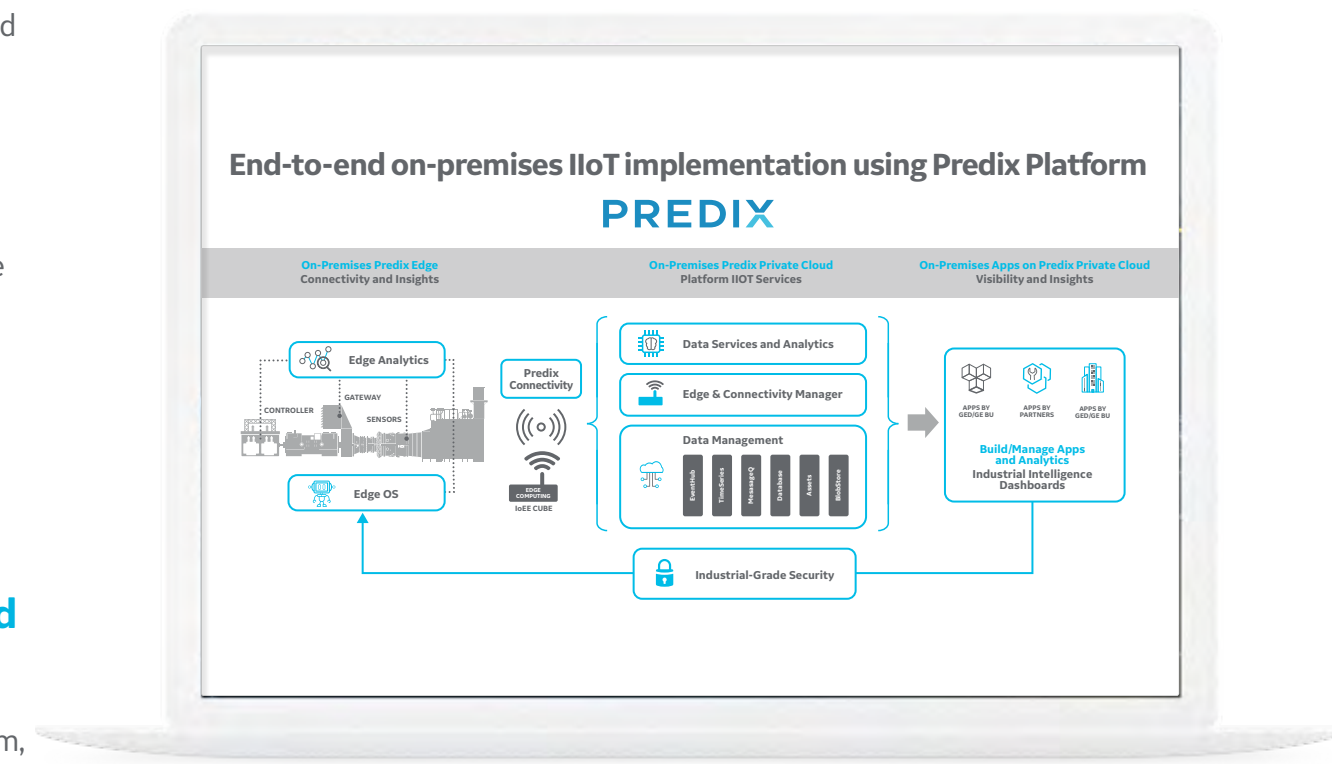 d
e
d
m,
End-to-end on-premises IIoT implementation using Predix Platform
PREDIX
On-Premises Predix Edge
Connectivity and Insights
On-Premises Predix Private Cloud
Platform IIOT Services
On-Premises Apps on Predix Private Cloud
Visibility and Insights
Edge Analytics
CONTROLLER
GATEWAY
SENSORS
Edge OS
Predix
Connectivity
EDGE
COMPUTING
IoEE CUBE
Data Services and Analytics
Edge & Connectivity Manager
Data Management
EventHub
TimeSeries
MesasageQ
Database
Assets
BlobStore
APPS BY
GED/GE BU
APPS BY
PARTNERS
APPS BY
GED/GE BU
Build/Manage Apps
and Analytics
Industrial Intelligence
Dashboards
Industrial-Grade Security